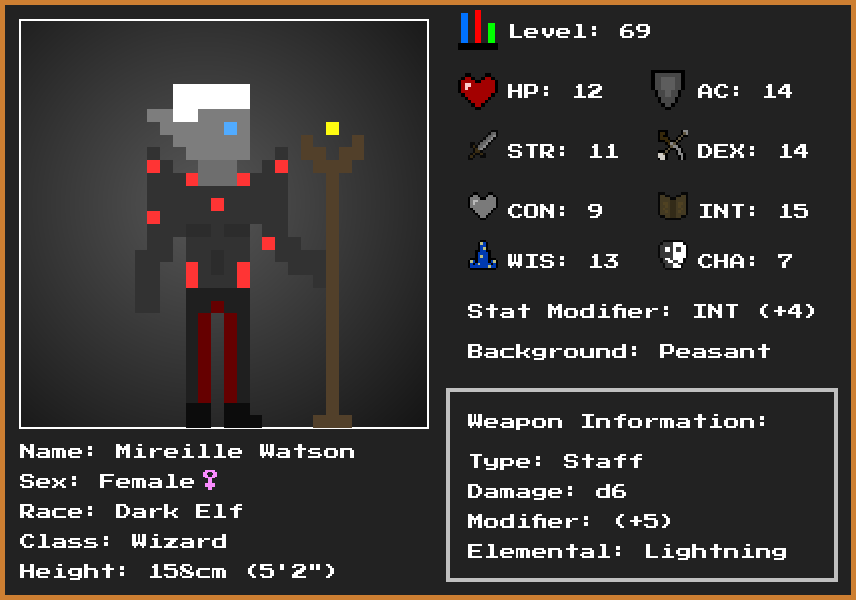 Level: 69
HP: 12
AC: 14
STR: 11
DEX: 14
CON: 9
INT: 15
WIS: 13
CHA: 7
Stat Modifier: INT (+4)
Background: Peasant
Weapon Information:
Type: Staff
Damage: d6
Modifier: (+5)
Elemental: Lightning
Name: Mireille Watson
Sex: Female♀
Race: Dark Elf
Class: Wizard
Height: 158cm (5'2")